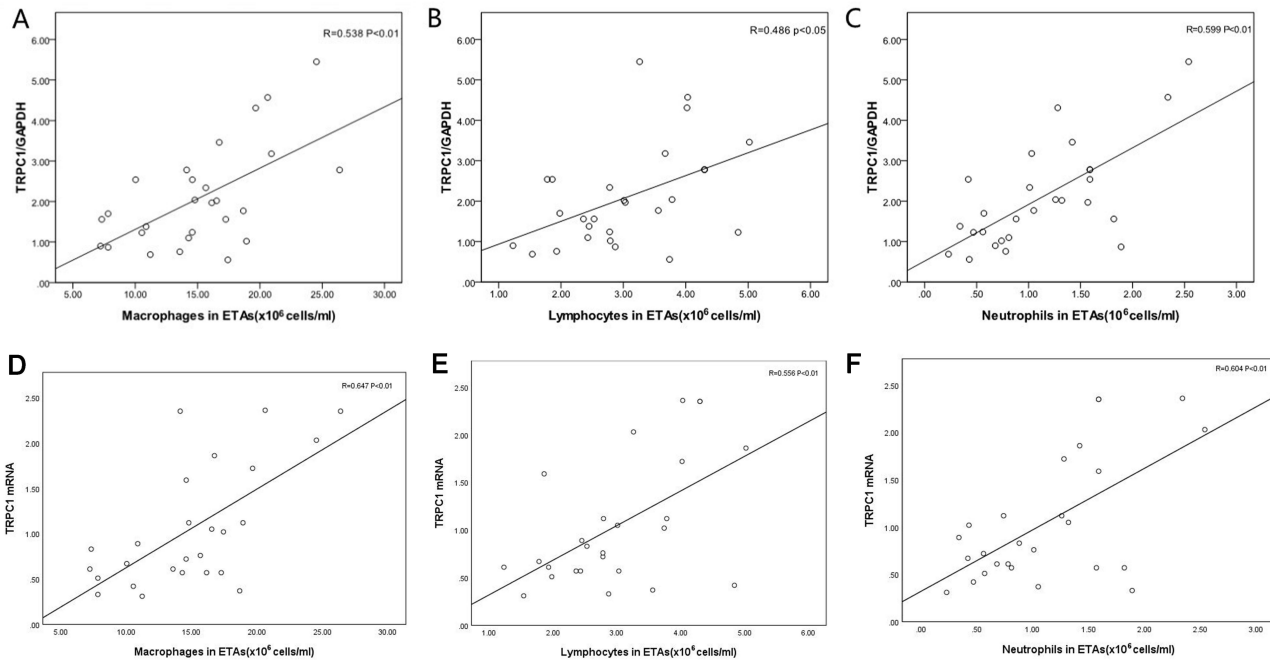 A
R=0.538 P<0.01
TRPC1/GAPDH
6.00
5.00
4.00
3.00
2.00
1.00
.00
5.00 10.00 15.00 20.00 25.00 30.00
Macrophages in ETAs(x10⁶ cells/ml)
B
R=0.486 p<0.05
TRPC1/GAPDH
6.00
5.00
4.00
3.00
2.00
1.00
.00
1.00 2.00 3.00 4.00 5.00 6.00
Lymphocytes in ETAs(x10⁶ cells/ml)
C
R=0.599 P<0.01
TRPC1/GAPDH
6.00
5.00
4.00
3.00
2.00
1.00
.00
.00 .50 1.00 1.50 2.00 2.50 3.00
Neutrophils in ETAs(10⁶ cells/ml)
D
R=0.647 P<0.01
TRPC1 mRNA
2.50
2.00
1.50
1.00
.50
.00
5.00 10.00 15.00 20.00 25.00 30.00
Macrophages in ETAs(x10⁶ cells/ml)
E
R=0.556 P<0.01
TRPC1 mRNA
2.50
2.00
1.50
1.00
.50
.00
1.00 2.00 3.00 4.00 5.00 6.00
Lymphocytes in ETAs(x10⁶ cells/ml)
F
R=0.604 P<0.01
TRPC1 mRNA
2.50
2.00
1.50
1.00
.50
.00
.00 .50 1.00 1.50 2.00 2.50 3.00
Neutrophils in ETAs(x10⁶ cells/ml)